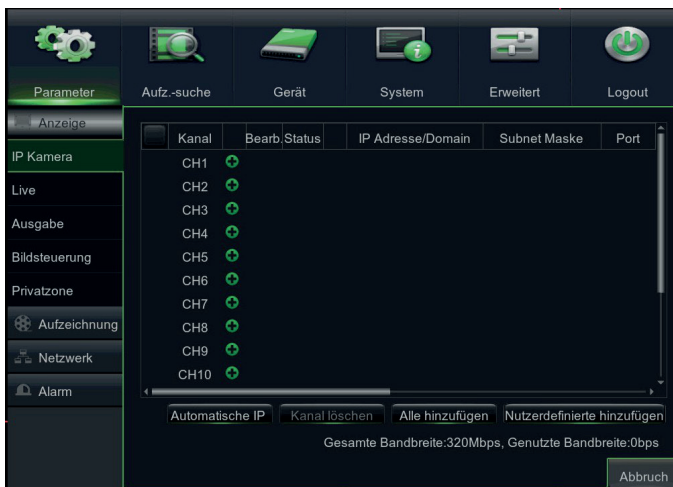 Parameter Aufz.-suche Gerät System Erweitert Logout
Anzeige
IP Kamera
Live
Ausgabe
Bildsteuerung
Privatzone
Aufzeichnung
Netzwerk
Alarm
Kanal Bearb. Status IP Adresse/Domain Subnet Maske Port
CH1
CH2
CH3
CH4
CH5
CH6
CH7
CH8
CH9
CH10
Automatische IP Kanal löschen Alle hinzufügen Nutzerdefinierte hinzufügen
Gesamte Bandbreite:320Mbps, Genutzte Bandbreite:0bps
Abbruch